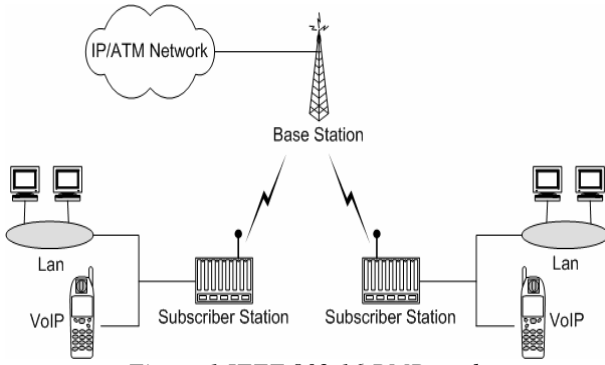 IP/ATM Network
Base Station
Lan
Lan
VoIP
Subscriber Station
Subscriber Station
VoIP